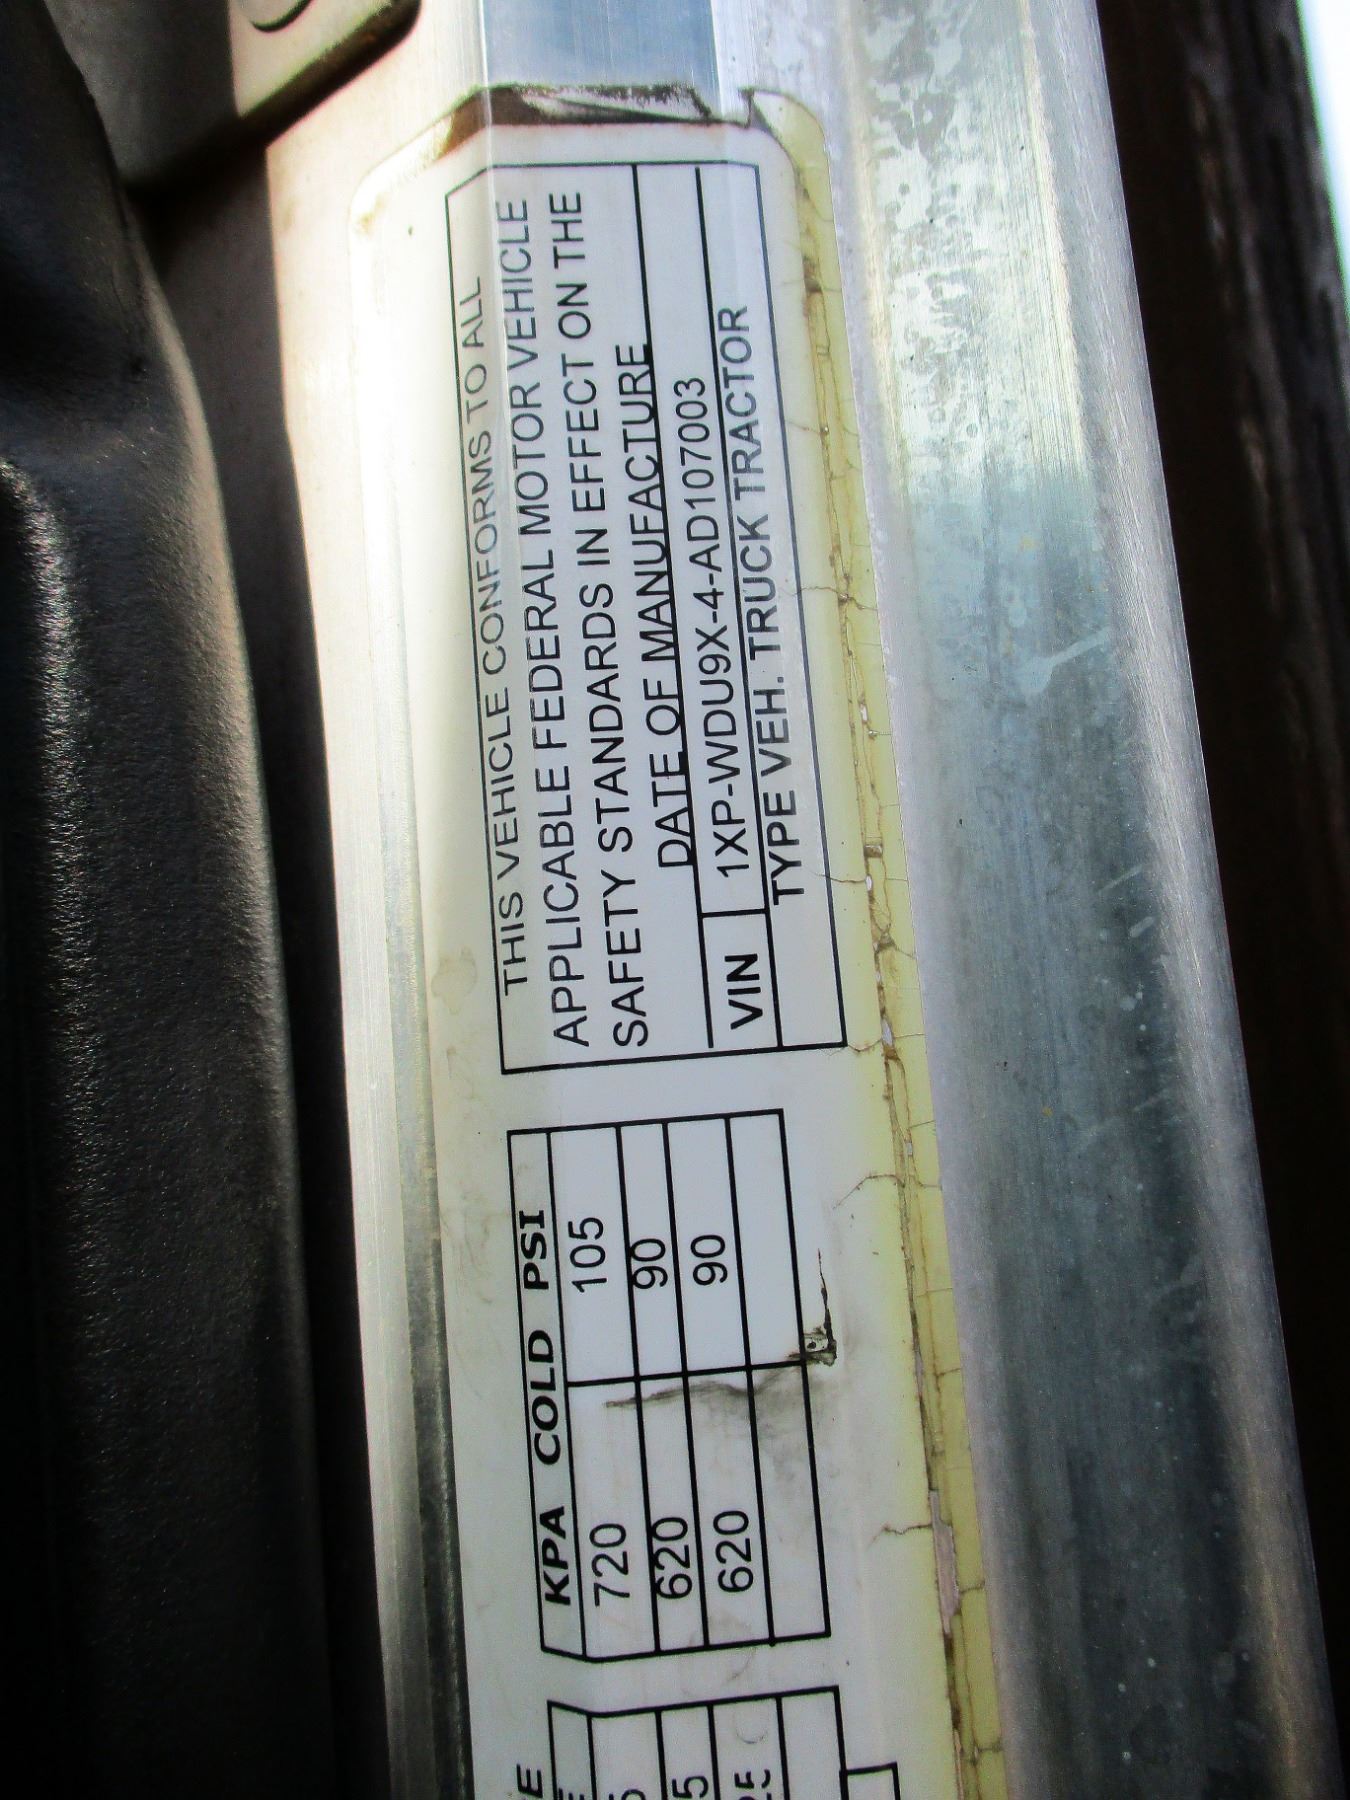 THIS VEHICLE CONFORMS TO ALL
APPLICABLE FEDERAL MOTOR VEHICLE
SAFETY STANDARDS IN EFFECT ON THE
DATE OF MANUFACTURE
VIN 1XP-WDU9X-4-AD107003
TYPE VEH. TRUCK TRACTOR
KPA COLD PSI
720 105
620 90
620 90